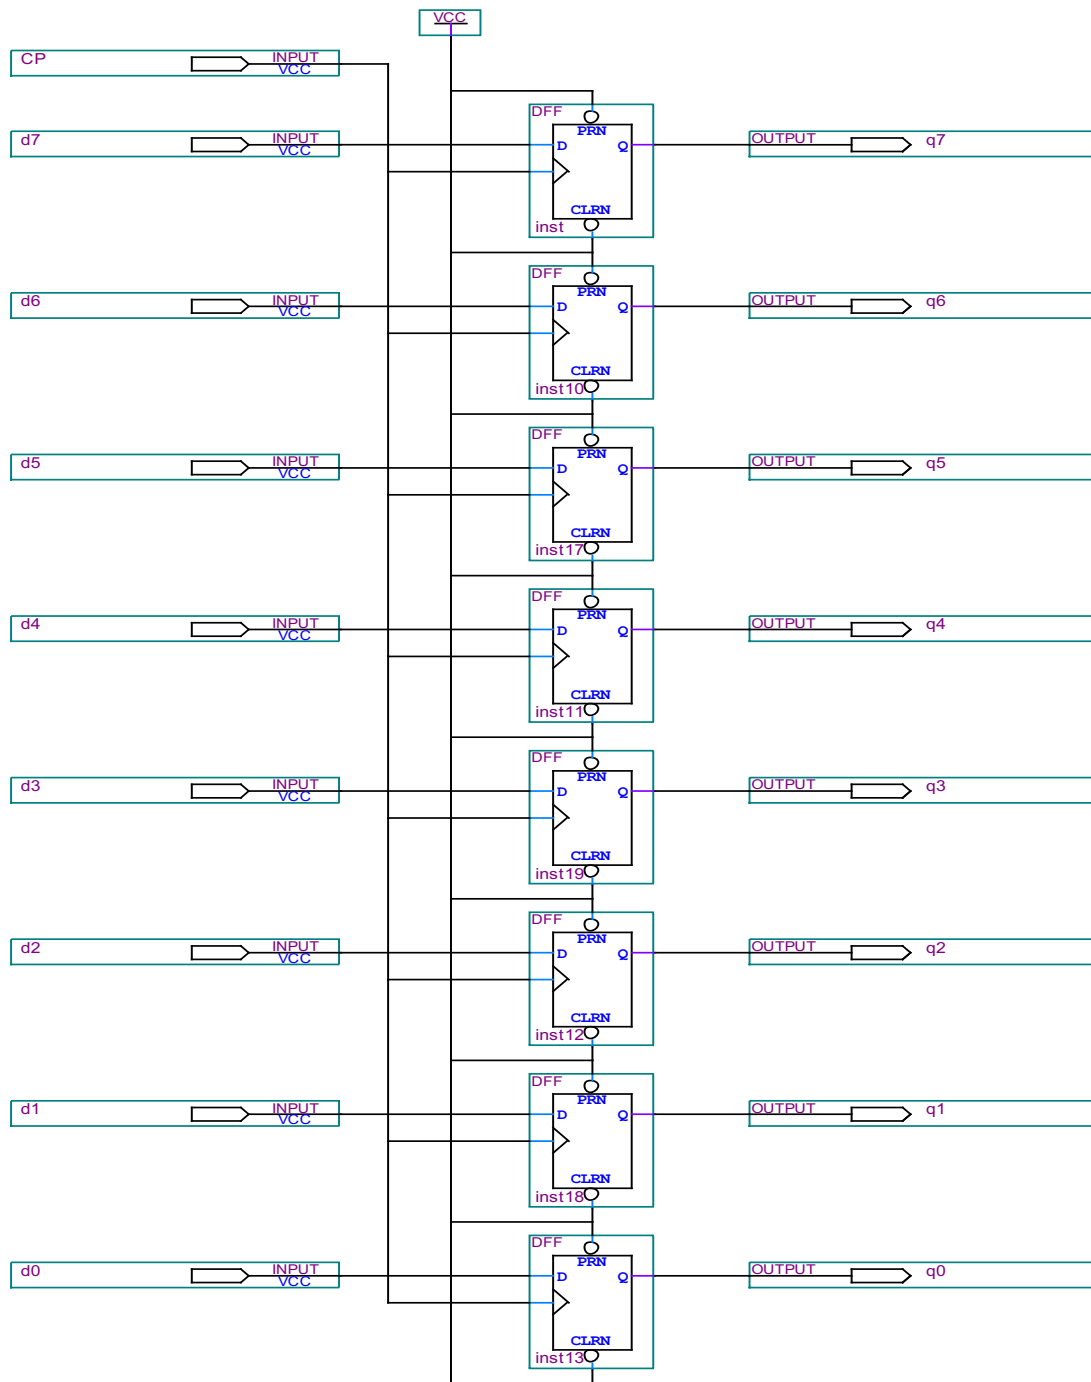 VCC
CP INPUT
VCC
DFF
PRN
d7 INPUT
VCC
D Q
OUTPUT q7
CLRN
inst
DFF
PRN
d6 INPUT
VCC
D Q
OUTPUT q6
CLRN
inst10
DFF
PRN
d5 INPUT
VCC
D Q
OUTPUT q5
CLRN
inst17
DFF
PRN
d4 INPUT
VCC
D Q
OUTPUT q4
CLRN
inst11
DFF
PRN
d3 INPUT
VCC
D Q
OUTPUT q3
CLRN
inst19
DFF
PRN
d2 INPUT
VCC
D Q
OUTPUT q2
CLRN
inst12
DFF
PRN
d1 INPUT
VCC
D Q
OUTPUT q1
CLRN
inst18
DFF
PRN
d0 INPUT
VCC
D Q
OUTPUT q0
CLRN
inst13